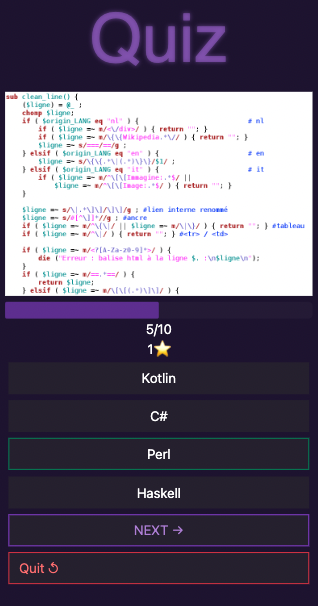 Quiz
sub clean_line() {
($ligne) = @_ ;
chomp $ligne;
if ( $origin_LANG eq "nl" ) { # nl
if ( $ligne =~ m/<\/div>/ ) { return ""; }
if ( $ligne =~ m/\{\{Wikipedia.*\// ) { return ""; }
$ligne =~ s/===/==/g ;
} elsif ( $origin_LANG eq "en" ) { # en
$ligne =~ s/\{\{.*\|(.*)\}\}/$1/ ;
} elsif ( $origin_LANG eq "it" ) { # it
if ( $ligne =~ m/^\[\[Immagine:.*$/ ||
$ligne =~ m/^\[\[Image:.*$/ ) { return ""; }
}
$ligne =~ s/\|.*\]\]/\]\]/g ; #lien interne renommé
$ligne =~ s/#[^\]]*//g ; #ancre
if ( $ligne =~ m/^\{\|/ || $ligne =~ m/\|\}/ ) { return ""; } #tableau
if ( $ligne =~ m/^\|/ ) { return ""; } #<tr> / <td>
if ( $ligne =~ m/<?[A-Za-z0-9]*>/ ) {
die ("Erreur : balise html à la ligne $. :\n$ligne\n");
}
if ( $ligne =~ m/==.*==/ ) {
return $ligne;
} elsif ( $ligne =~ m/\[\[(.*)\]\]/ ) {
5/10
1⭐
Kotlin
C#
Perl
Haskell
NEXT →
Quit ↺